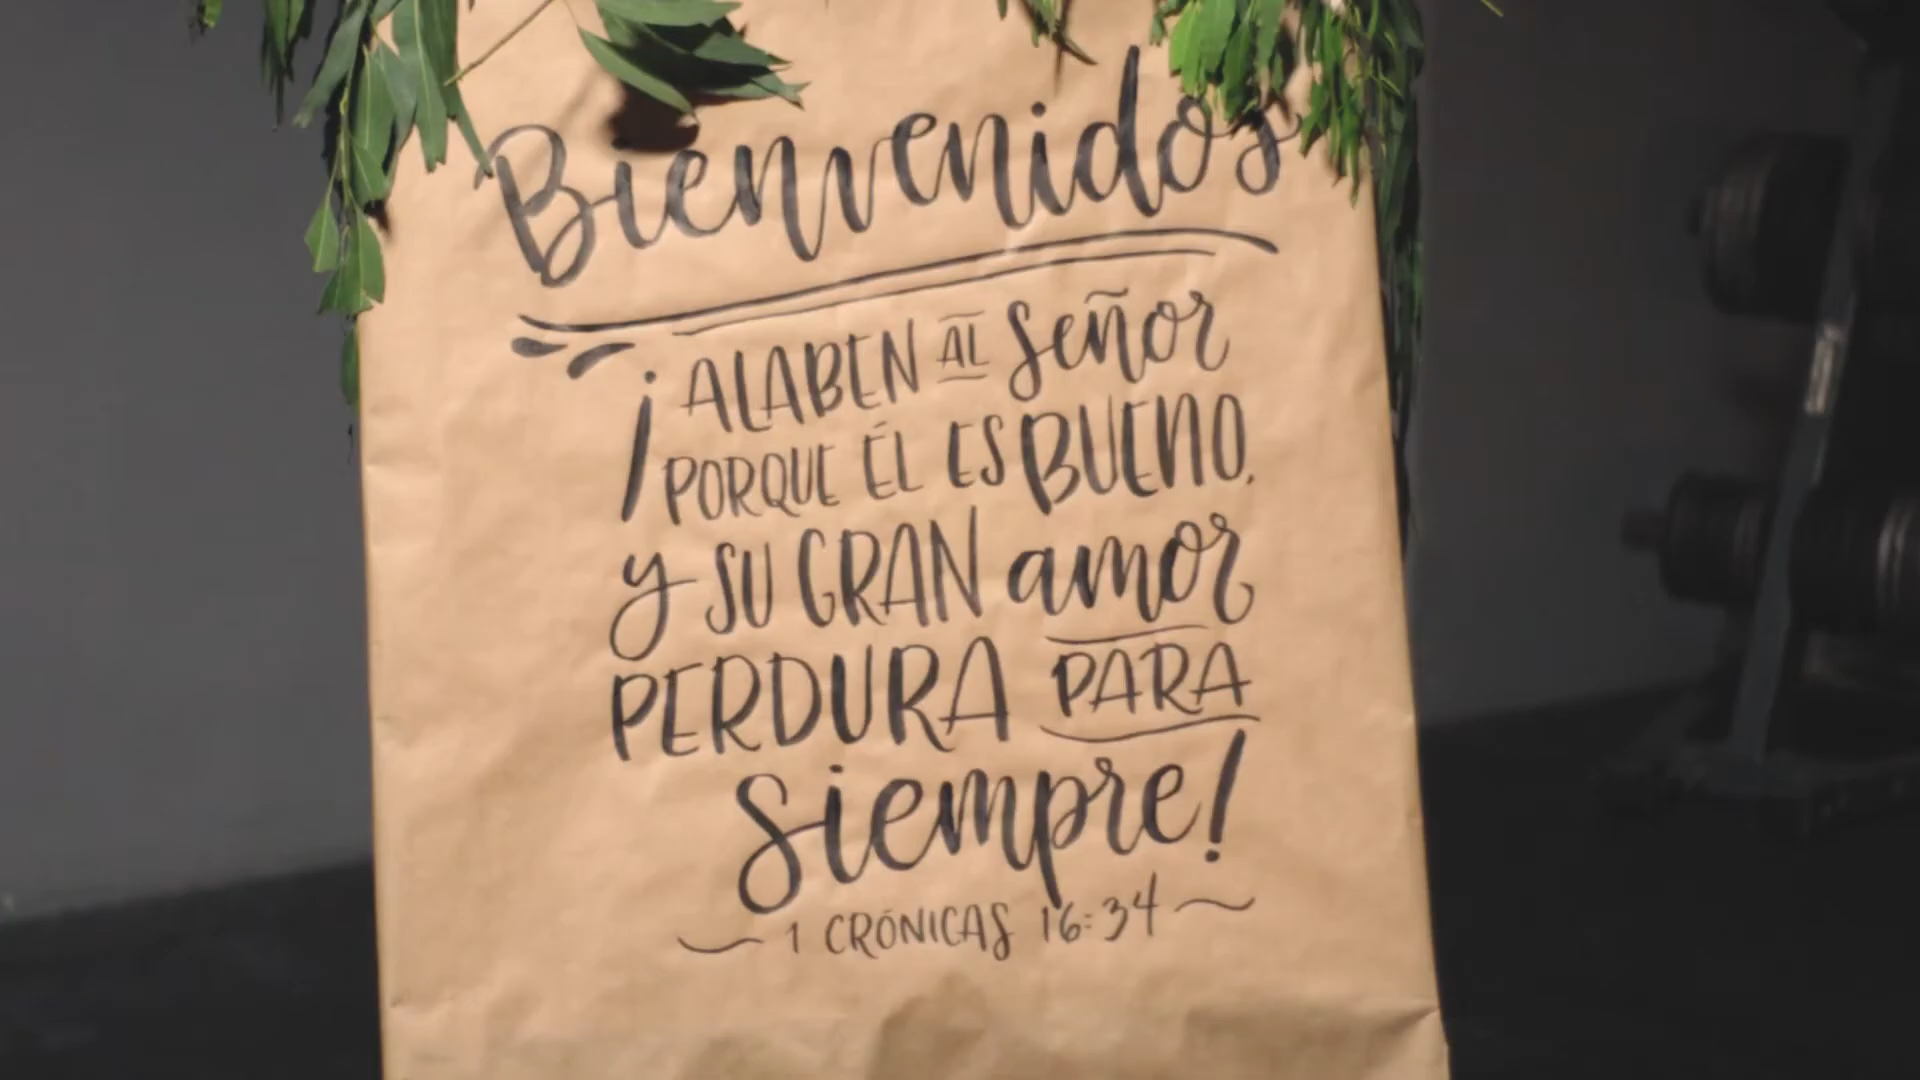 Bienvenidos
¡ALABEN AL Señor
PORQUE ÉL ES BUENO,
y SU GRAN amor
PERDURA PARA
siempre!
1 CRÓNICAS 16:34